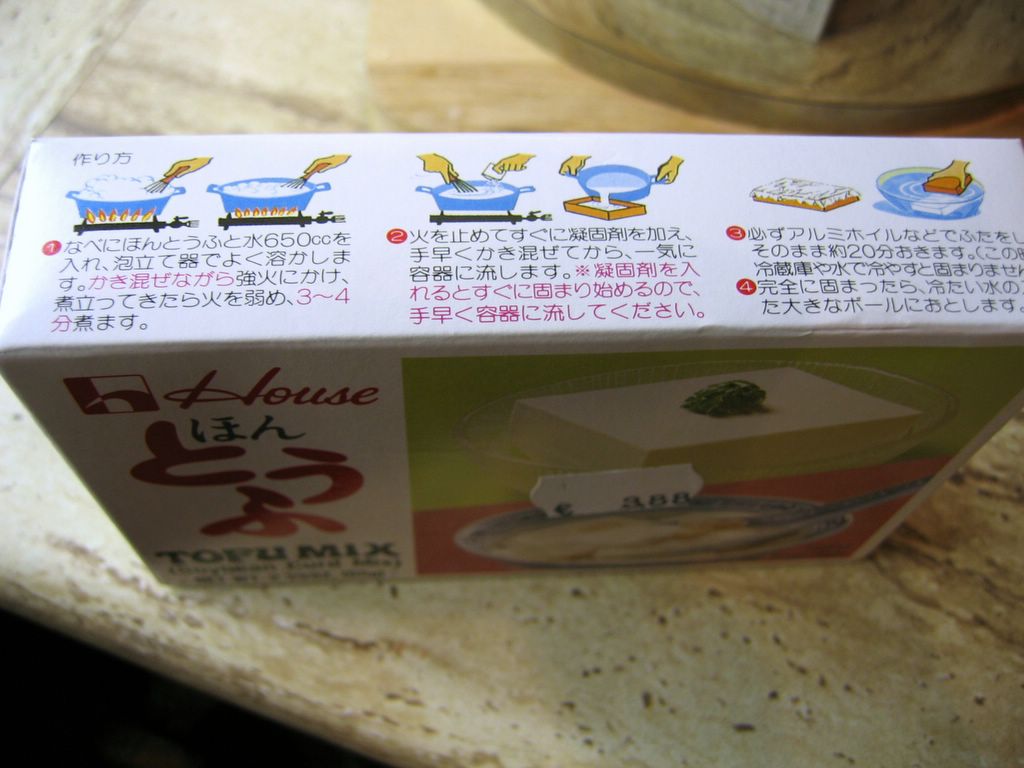 作り方
❶なべにほんとうふと水650ccを
入れ、泡立て器でよく溶かしま
す。かき混ぜながら強火にかけ、
煮立ってきたら火を弱め、3〜4
分煮ます。
❷火を止めてすぐに凝固剤を加え、
手早くかき混ぜてから、一気に
容器に流します。※凝固剤を入
れるとすぐに固まり始めるので、
手早く容器に流してください。
❸必ずアルミホイルなどでふたをし
そのまま約20分おきます。(この
冷蔵庫や水で冷やすと固まりませ
❹完全に固まったら、冷たい水の
た大きなボールにおとします。
House
ほん
とうふ
TOFU MIX
€ 3.88